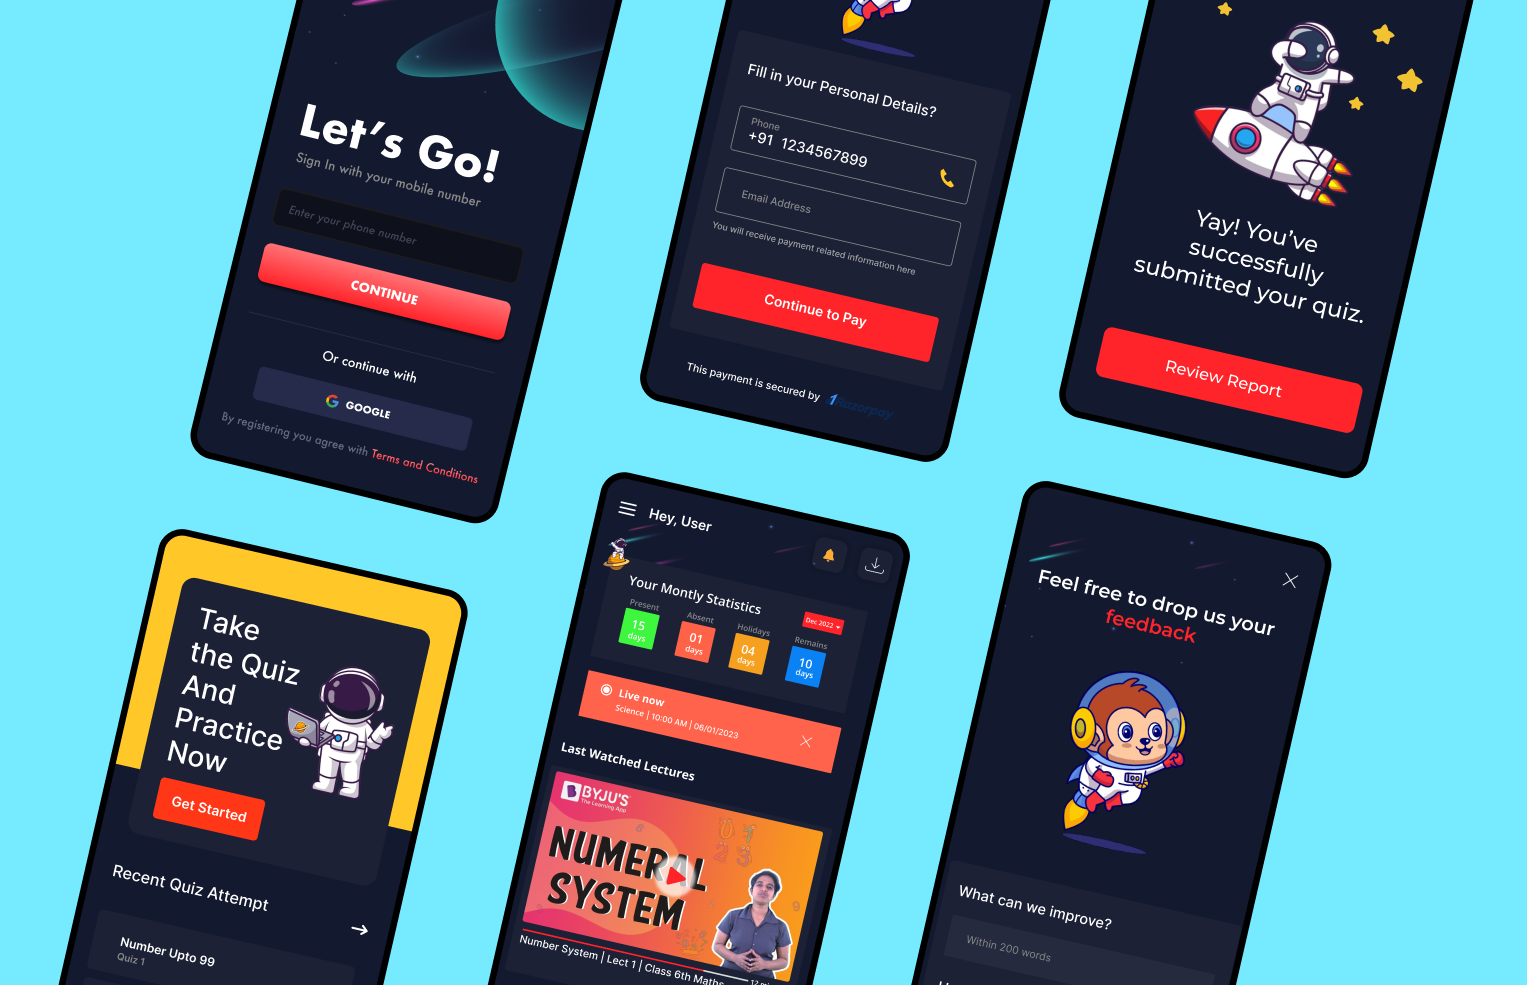 Let's Go!
Sign In with your mobile number
Enter your phone number
CONTINUE
Or continue with
GOOGLE
By registering you agree with Terms and Conditions
Fill in your Personal Details?
Phone
+91 1234567899
Email Address
You will receive payment related information here
Continue to Pay
This payment is secured by Razorpay
Yay! You've
successfully
submitted your quiz.
Review Report
Take
the Quiz
And
Practice
Now
Get Started
Recent Quiz Attempt
Number Upto 99
Quiz 1
Hey, User
Your Montly Statistics
Dec 2022
Present
15
days
Absent
01
days
Holidays
04
days
Remains
10
days
Live now
Science | 10:00 AM | 06/01/2023
Last Watched Lectures
BYJU'S
The Learning App
NUMERAL
SYSTEM
Number System | Lect 1 | Class 6th Maths
Feel free to drop us your
feedback
What can we improve?
Within 200 words